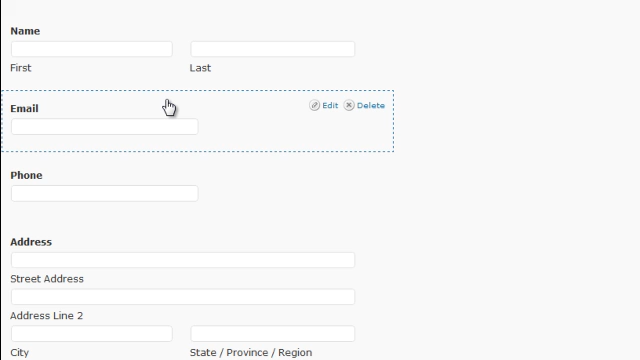 Name
First Last
Email Edit Delete
Phone
Address
Street Address
Address Line 2
City State / Province / Region